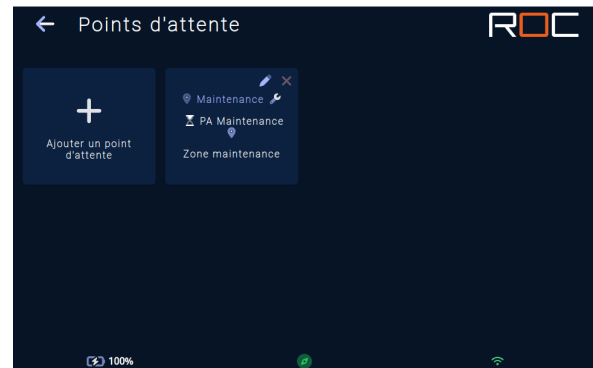 Points d'attente
ROC
Ajouter un point
d'attente
Maintenance
PA Maintenance
Zone maintenance
100%